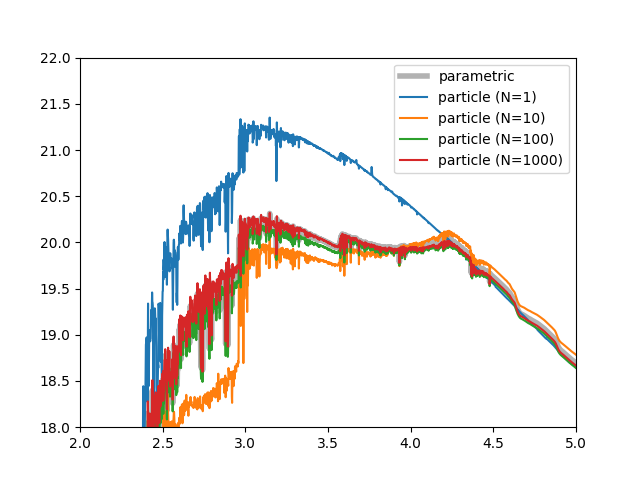 22.0
21.5
21.0
20.5
20.0
19.5
19.0
18.5
18.0
2.0 2.5 3.0 3.5 4.0 4.5 5.0
parametric
particle (N=1)
particle (N=10)
particle (N=100)
particle (N=1000)